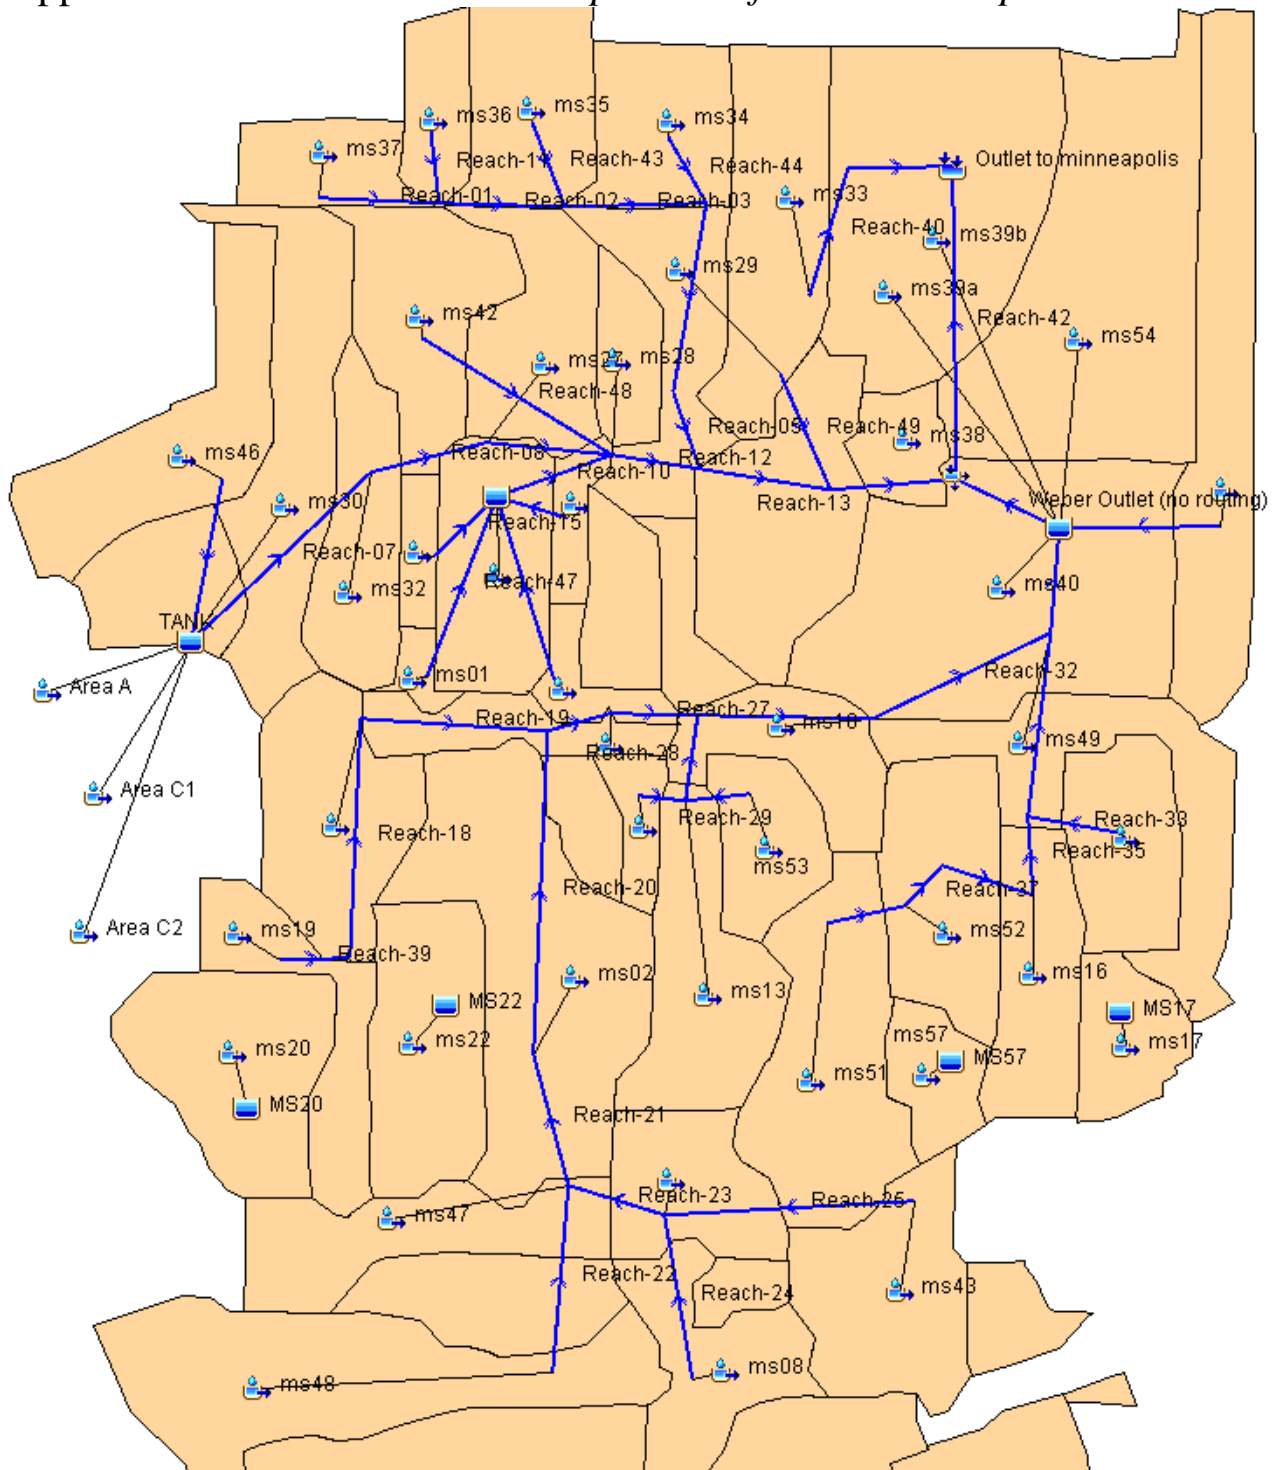 ms36
ms35
ms34
ms37
Reach-14
Reach-43
Reach-44
Outlet to minneapolis
Reach-01
Reach-02
Reach-03
ms33
Reach-40
ms39b
ms29
ms39a
ms42
Reach-42
ms54
ms27
ms28
Reach-48
Reach-05
Reach-49
ms38
ms46
Reach-08
Reach-10
Reach-12
ms30
Reach-13
Weber Outlet (no routing)
Reach-15
Reach-07
ms32
Reach-47
ms40
TANK
Area A
ms01
Reach-32
Reach-19
Reach-27
ms10
Reach-28
ms49
Area C1
Reach-18
Reach-29
Reach-33
Reach-35
ms53
Reach-20
Reach-37
Area C2
ms19
ms52
Reach-39
ms02
ms13
ms16
MS22
MS17
ms20
ms22
ms57
ms17
MS57
ms51
MS20
Reach-21
Reach-23
Reach-25
ms47
Reach-22
Reach-24
ms43
ms08
ms48